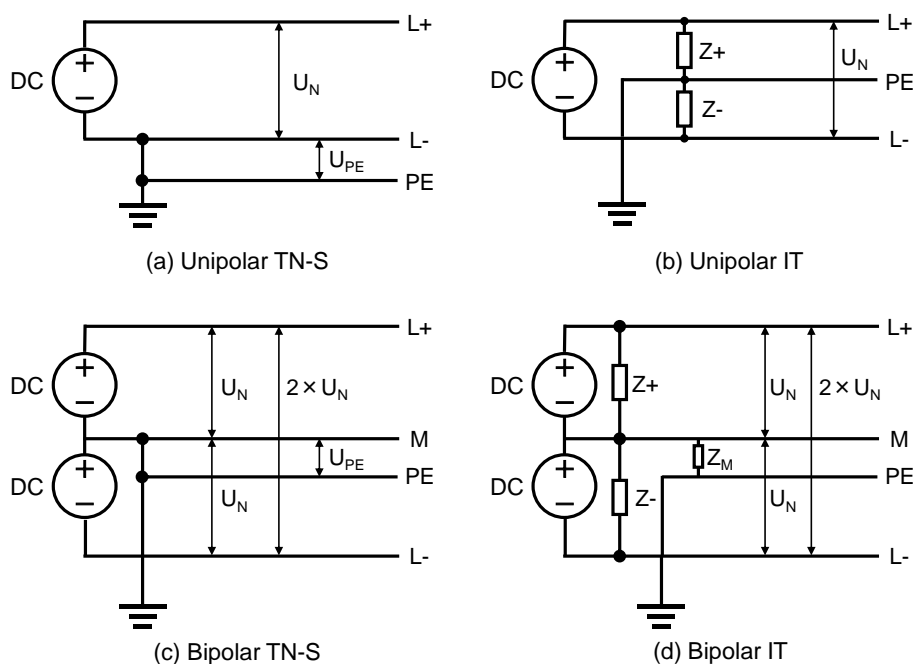 L+
DC
U_N
L-
U_PE
PE
(a) Unipolar TN-S
L+
Z+
DC
U_N
PE
Z-
L-
(b) Unipolar IT
L+
DC
U_N
2 × U_N
M
U_PE
DC
PE
U_N
L-
(c) Bipolar TN-S
L+
DC
Z+
U_N
2 × U_N
M
Z_M
DC
PE
Z-
U_N
L-
(d) Bipolar IT